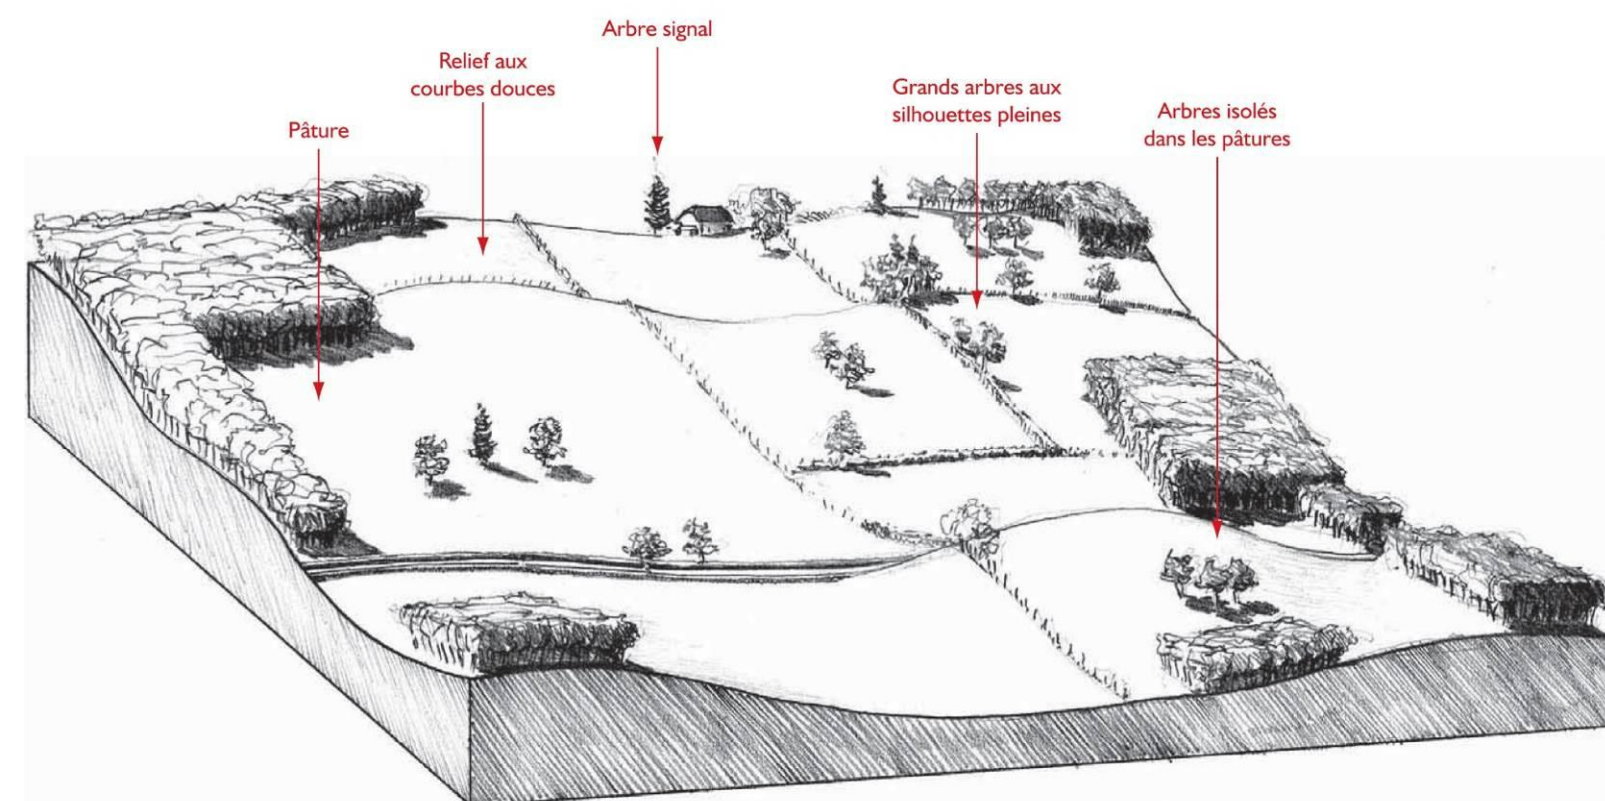 Arbre signal
Relief aux
courbes douces
Grands arbres aux
silhouettes pleines
Arbres isolés
dans les pâtures
Pâture